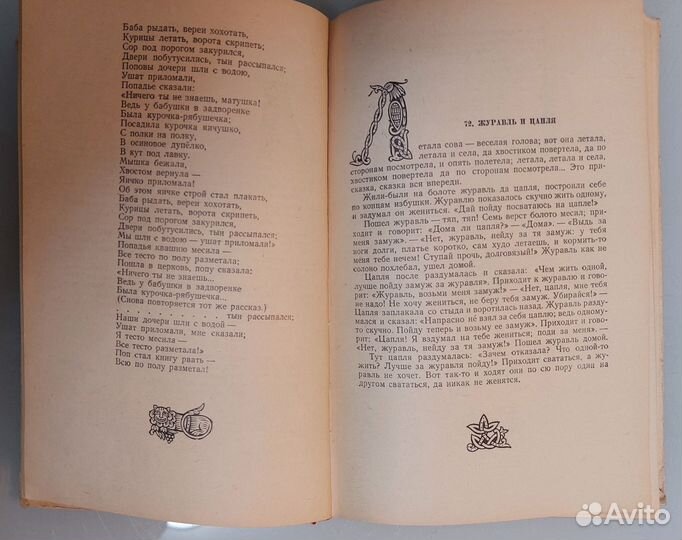 Баба рыдать, вереи хохотать,
Курицы летать, ворота скрипеть;
Сор под порогом закурился,
Двери побутусились, тын рассыпался;
Поповы дочери шли с водою,
Ушат приломали,
Попадье сказали:
«Ничего ты не знаешь, матушка!
Ведь у бабушки в задворенке
Была курочка-рябушечка;
Посадила курочка яичушко,
С полки на полку,
В осиновое дупёлко,
В кут под лавку.
Мышка бежала,
Хвостом вернула —
Яичко приломала!
Об этом яичке строй стал плакать,
Баба рыдать, вереи хохотать,
Курицы летать, ворота скрипеть,
Сор под порогом закурился,
Двери побутусились, тын рассыпался;
Мы шли с водою — ушат приломали!»
Попадья квашню месила —
Все тесто по полу разметала;
Пошла в церковь, попу сказала:
«Ничего ты не знаешь...
Ведь у бабушки в задворенке
Была курочка-рябушечка...
(Снова повторяется тот же рассказ.)
. . . . . . . . . . . . тын рассыпался;
Наши дочери шли с водой —
Ушат приломали, мне сказали;
Я тесто месила —
Все тесто разметала!»
Поп стал книгу рвать —
Всю по полу разметал!
72. ЖУРАВЛЬ И ЦАПЛЯ
Летала сова — веселая голова; вот она летала,
летала и села, да хвостиком повертела, да по
сторонам посмотрела, и опять полетела; летала, летала и села,
хвостиком повертела да по сторонам посмотрела... Это при-
сказка, сказка вся впереди.
Жили-были на болоте журавль да цапля, построили себе
по концам избушки. Журавлю показалось скучно жить одному,
и задумал он жениться. «Дай пойду посватаюсь на цапле!»
Пошел журавль — тяп, тяп! Семь верст болото месил; при-
ходит и говорит: «Дома ли цапля?» — «Дома». — «Выдь за
меня замуж». — «Нет, журавль, нейду за тя замуж: у тебя
ноги долги, платье коротко, сам худо летаешь, и кормить-то
меня тебе нечем! Ступай прочь, долговязый!» Журавль как не
солоно похлебал, ушел домой.
Цапля после раздумалась и сказала: «Чем жить одной,
лучше пойду замуж за журавля». Приходит к журавлю и гово-
рит: «Журавль, возьми меня замуж!» — «Нет, цапля, мне тебя
не надо! Не хочу жениться, не беру тебя замуж. Убирайся!» —
Цапля заплакала со стыда и воротилась назад. Журавль разду-
мался и сказал: «Напрасно не взял за себя цаплю; ведь одному-
то скучно. Пойду теперь и возьму ее замуж». Приходит и гово-
рит: «Цапля! Я вздумал на тебе жениться; поди за меня». —
«Нет, журавль, нейду за тя замуж!» Пошел журавль домой.
Тут цапля раздумалась: «Зачем отказала? Что одной-то
жить? Лучше за журавля пойду!» Приходит свататься, а жу-
равль не хочет. Вот так-то и ходят они по сю пору один на
другом свататься, да никак не женятся.
Avito